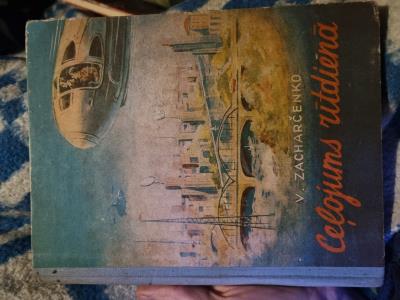 V. ZACHARČENKO
Ceļojums rītdienā